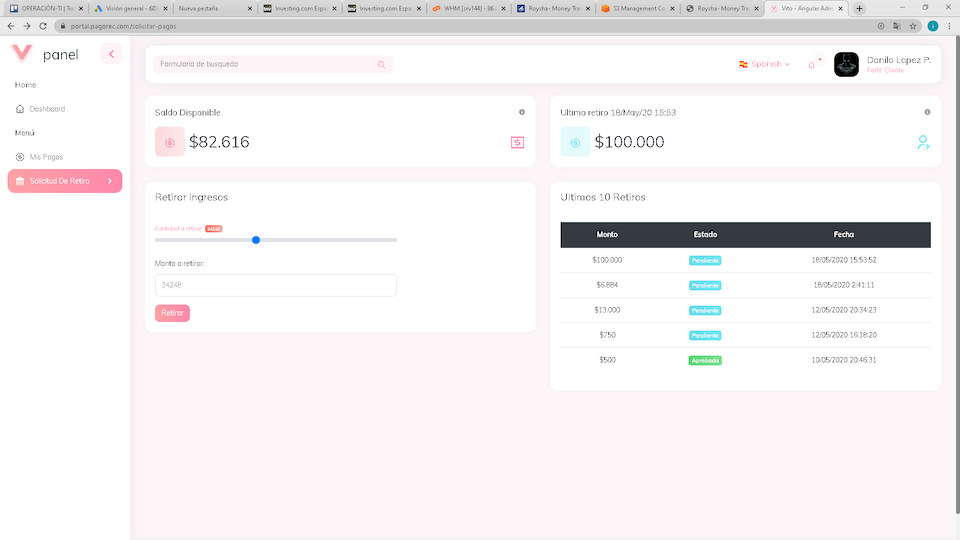 OPERACIÓN-TI | Tre
Visión general - 607
Nueva pestaña
Investing.com Espa
Investing.com Espa
WHM [srv144] - 86.
Roysha- Money Tra
S3 Management Co
Roysha- Money Tra
Vito - Angular Adm
portal.pagorec.com/solicitar-pagos
panel
Home
Dashboard
Menú
Mis Pagos
Solicitud De Retiro
Formulario de busqueda
Spanish
Danilo Lopez P.
Perfil: Cliente
Saldo Disponible
$82.616
Ultimo retiro 18/May/20 15:53
$100.000
Retirar Ingresos
Cantidad a retirar: 34248
Monto a retirar:
34248
Retirar
Ultimos 10 Retiros
Monto Estado Fecha
$100.000 Pendiente 18/05/2020 15:53:52
$6.884 Pendiente 18/05/2020 2:41:11
$13.000 Pendiente 12/05/2020 20:34:23
$750 Pendiente 12/05/2020 16:18:20
$500 Aprobado 10/05/2020 20:46:31